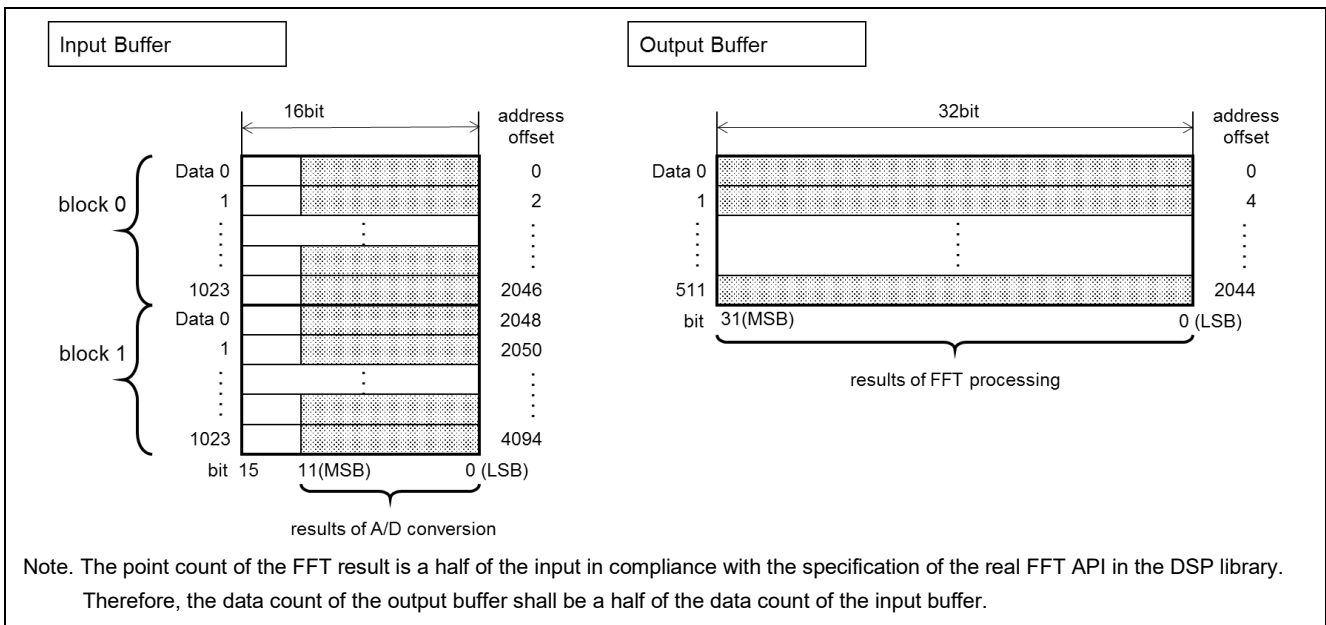 Input Buffer
Output Buffer
16bit
address
offset
Data 0
0
1
2
block 0
1023
2046
Data 0
2048
1
2050
block 1
1023
4094
bit 15 11(MSB) 0 (LSB)
results of A/D conversion
32bit
address
offset
Data 0
0
1
4
511
2044
bit 31(MSB) 0 (LSB)
results of FFT processing
Note. The point count of the FFT result is a half of the input in compliance with the specification of the real FFT API in the DSP library.
Therefore, the data count of the output buffer shall be a half of the data count of the input buffer.